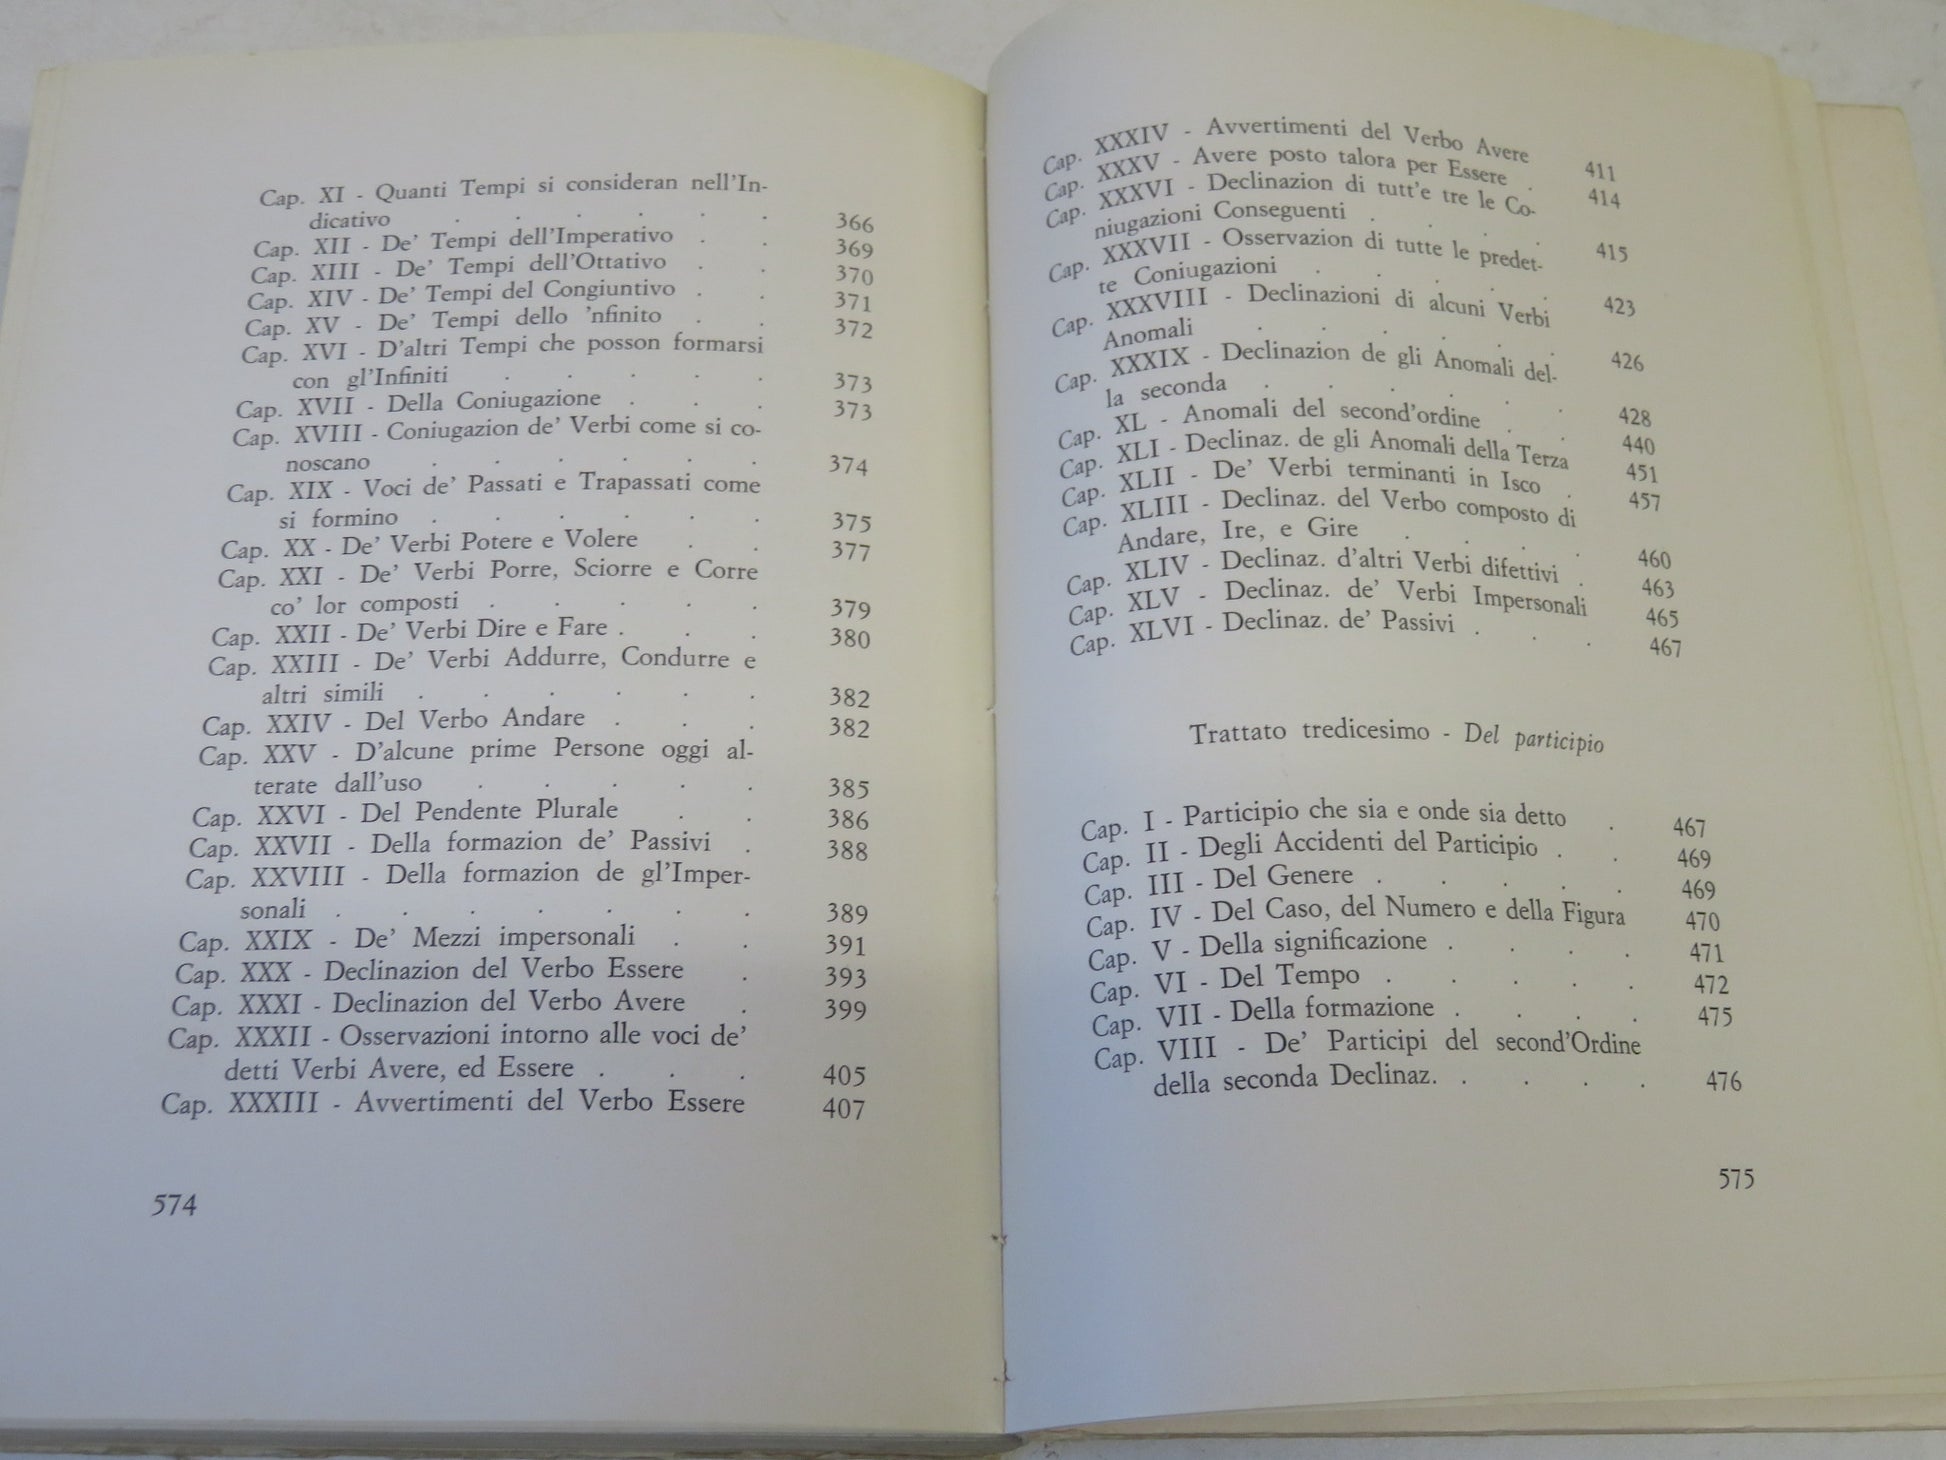 Cap. XI - Quanti Tempi si consideran nell'In-
dicativo . . . . . . 366
Cap. XII - De' Tempi dell'Imperativo . . 369
Cap. XIII - De' Tempi dell'Ottativo . . 370
Cap. XIV - De' Tempi del Congiuntivo . . 371
Cap. XV - De' Tempi dello 'nfinito . . 372
Cap. XVI - D'altri Tempi che posson formarsi
con gl'Infiniti . . . . . 373
Cap. XVII - Della Coniugazione . . . 373
Cap. XVIII - Coniugazion de' Verbi come si co-
noscano . . . . . . 374
Cap. XIX - Voci de' Passati e Trapassati come
si formino . . . . . . 375
Cap. XX - De' Verbi Potere e Volere . . 377
Cap. XXI - De' Verbi Porre, Sciorre e Corre
co' lor composti . . . . . 379
Cap. XXII - De' Verbi Dire e Fare . . . 380
Cap. XXIII - De' Verbi Addurre, Condurre e
altri simili . . . . . . 382
Cap. XXIV - Del Verbo Andare . . . 382
Cap. XXV - D'alcune prime Persone oggi al-
terate dall'uso . . . . . 385
Cap. XXVI - Del Pendente Plurale . . 386
Cap. XXVII - Della formazion de' Passivi . 388
Cap. XXVIII - Della formazion de gl'Imper-
sonali . . . . . . . 389
Cap. XXIX - De' Mezzi impersonali . . 391
Cap. XXX - Declinazion del Verbo Essere . 393
Cap. XXXI - Declinazion del Verbo Avere . 399
Cap. XXXII - Osservazioni intorno alle voci de'
detti Verbi Avere, ed Essere . . . 405
Cap. XXXIII - Avvertimenti del Verbo Essere 407
574
Cap. XXXIV - Avvertimenti del Verbo Avere 411
Cap. XXXV - Avere posto talora per Essere . 414
Cap. XXXVI - Declinazion di tutt'e tre le Co-
niugazioni Conseguenti . . . . 415
Cap. XXXVII - Osservazion di tutte le predet-
te Coniugazioni . . . . . 423
Cap. XXXVIII - Declinazioni di alcuni Verbi
Anomali . . . . . . 426
Cap. XXXIX - Declinazion de gli Anomali del-
la seconda . . . . . . 428
Cap. XL - Anomali del second'ordine . . 440
Cap. XLI - Declinaz. de gli Anomali della Terza 451
Cap. XLII - De' Verbi terminanti in Isco . 457
Cap. XLIII - Declinaz. del Verbo composto di
Andare, Ire, e Gire . . . . 460
Cap. XLIV - Declinaz. d'altri Verbi difettivi . 463
Cap. XLV - Declinaz. de' Verbi Impersonali 465
Cap. XLVI - Declinaz. de' Passivi . . . 467
Trattato tredicesimo - Del participio
Cap. I - Participio che sia e onde sia detto . 467
Cap. II - Degli Accidenti del Participio . . 469
Cap. III - Del Genere . . . . . 469
Cap. IV - Del Caso, del Numero e della Figura 470
Cap. V - Della significazione . . . . 471
Cap. VI - Del Tempo . . . . . 472
Cap. VII - Della formazione . . . . 475
Cap. VIII - De' Participi del second'Ordine
della seconda Declinaz. . . . . 476
575